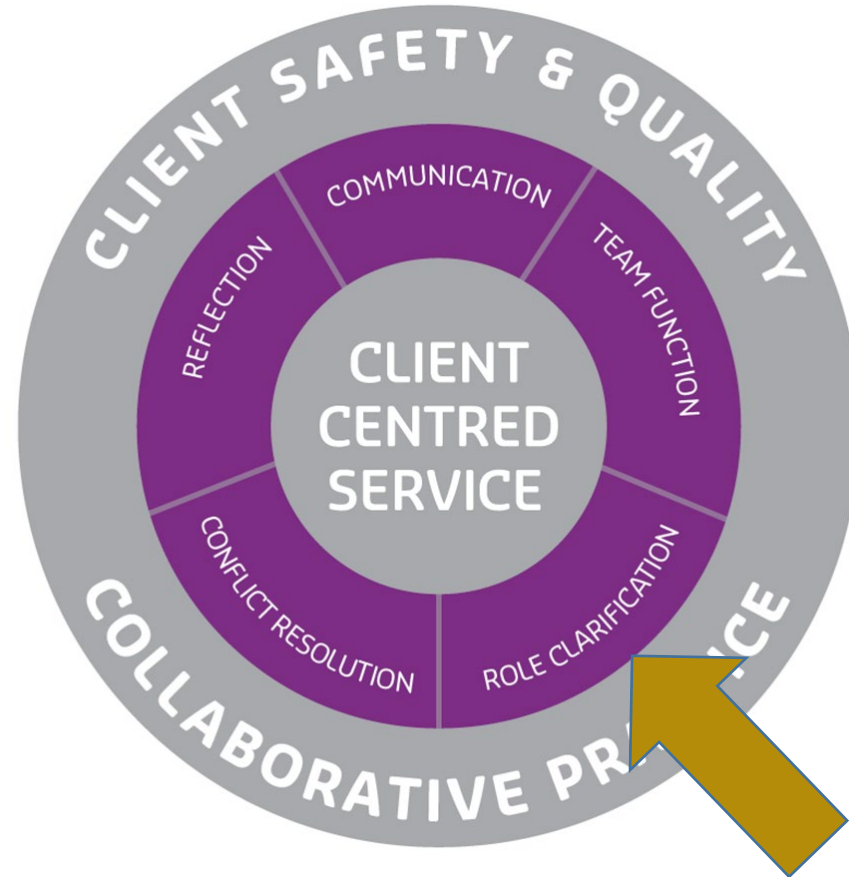 CLIENT SAFETY & QUALITY
COMMUNICATION
TEAM FUNCTION
ROLE CLARIFICATION
CONFLICT RESOLUTION
REFLECTION
CLIENT
CENTRED
SERVICE
COLLABORATIVE